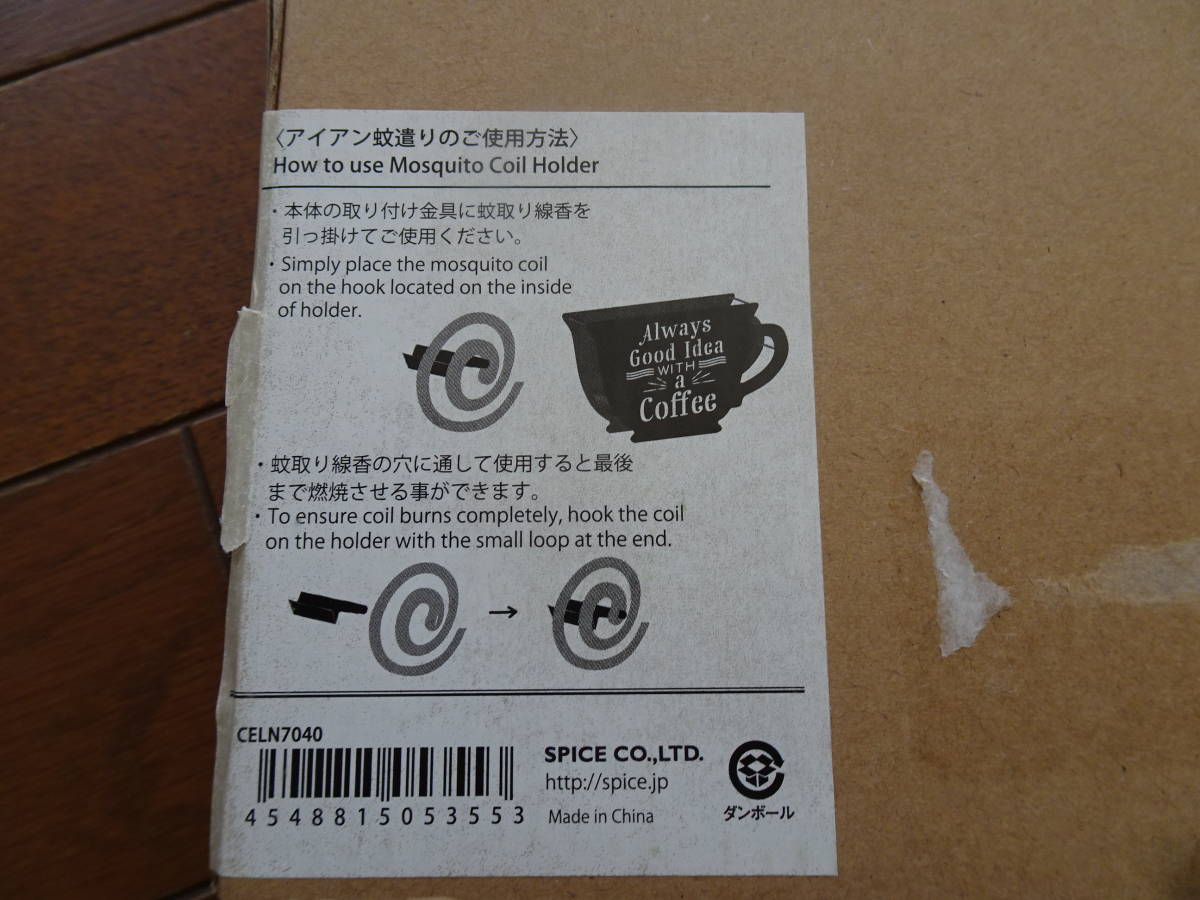 〈アイアン蚊遣りのご使用方法〉
How to use Mosquito Coil Holder
・本体の取り付け金具に蚊取り線香を
引っ掛けてご使用ください。
・Simply place the mosquito coil
on the hook located on the inside
of holder.
Always
Good Idea
WITH
a
Coffee
・蚊取り線香の穴に通して使用すると最後
まで燃焼させる事ができます。
・To ensure coil burns completely, hook the coil
on the holder with the small loop at the end.
CELN7040
4548815053553
SPICE CO.,LTD.
http://spice.jp
Made in China
ダンボール